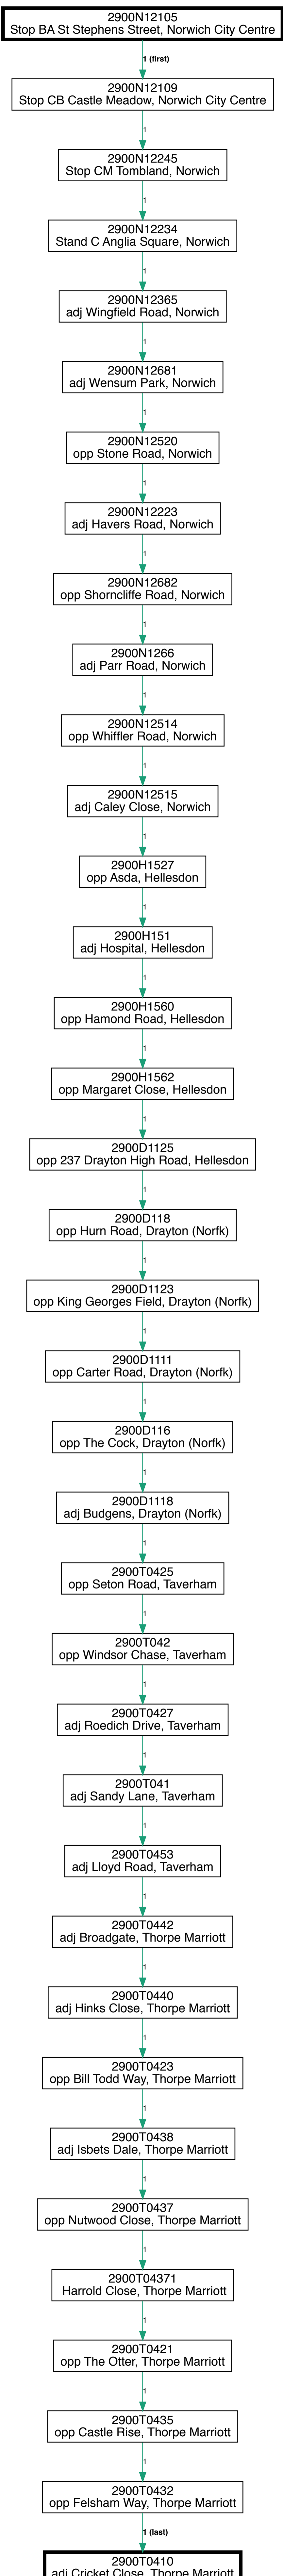 2900N12105
Stop BA St Stephens Street, Norwich City Centre
1 (first)
2900N12109
Stop CB Castle Meadow, Norwich City Centre
1
2900N12245
Stop CM Tombland, Norwich
1
2900N12234
Stand C Anglia Square, Norwich
1
2900N12365
adj Wingfield Road, Norwich
1
2900N12681
adj Wensum Park, Norwich
1
2900N12520
opp Stone Road, Norwich
1
2900N12223
adj Havers Road, Norwich
1
2900N12682
opp Shorncliffe Road, Norwich
1
2900N1266
adj Parr Road, Norwich
1
2900N12514
opp Whiffler Road, Norwich
1
2900N12515
adj Caley Close, Norwich
1
2900H1527
opp Asda, Hellesdon
1
2900H151
adj Hospital, Hellesdon
1
2900H1560
opp Hamond Road, Hellesdon
1
2900H1562
opp Margaret Close, Hellesdon
1
2900D1125
opp 237 Drayton High Road, Hellesdon
1
2900D118
opp Hurn Road, Drayton (Norfk)
1
2900D1123
opp King Georges Field, Drayton (Norfk)
1
2900D1111
opp Carter Road, Drayton (Norfk)
1
2900D116
opp The Cock, Drayton (Norfk)
1
2900D1118
adj Budgens, Drayton (Norfk)
1
2900T0425
opp Seton Road, Taverham
1
2900T042
opp Windsor Chase, Taverham
1
2900T0427
adj Roedich Drive, Taverham
1
2900T041
adj Sandy Lane, Taverham
1
2900T0453
adj Lloyd Road, Taverham
1
2900T0442
adj Broadgate, Thorpe Marriott
1
2900T0440
adj Hinks Close, Thorpe Marriott
1
2900T0423
opp Bill Todd Way, Thorpe Marriott
1
2900T0438
adj Isbets Dale, Thorpe Marriott
1
2900T0437
opp Nutwood Close, Thorpe Marriott
1
2900T04371
Harrold Close, Thorpe Marriott
1
2900T0421
opp The Otter, Thorpe Marriott
1
2900T0435
opp Castle Rise, Thorpe Marriott
1
2900T0432
opp Felsham Way, Thorpe Marriott
1 (last)
2900T0410
adj Cricket Close, Thorpe Marriott